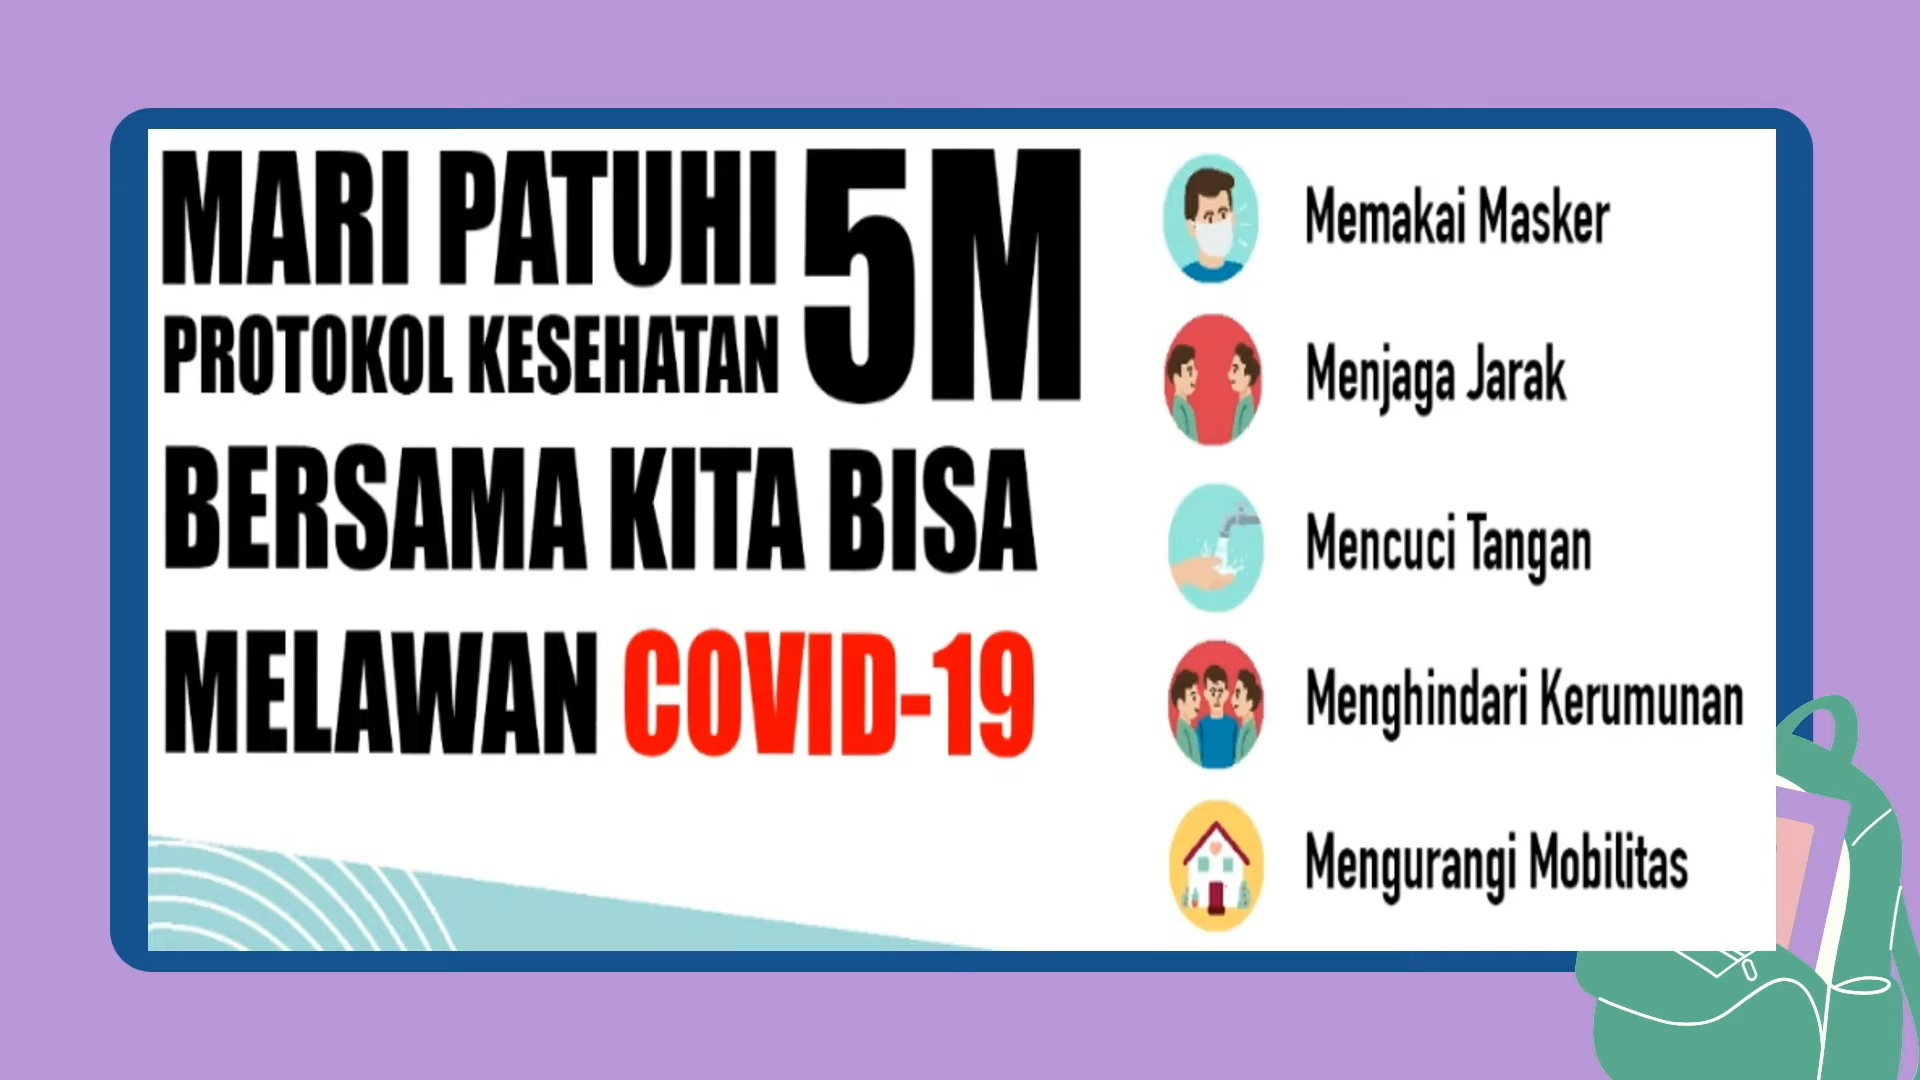 MARI PATUHI 5M
PROTOKOL KESEHATAN
BERSAMA KITA BISA
MELAWAN COVID-19
Memakai Masker
Menjaga Jarak
Mencuci Tangan
Menghindari Kerumunan
Mengurangi Mobilitas